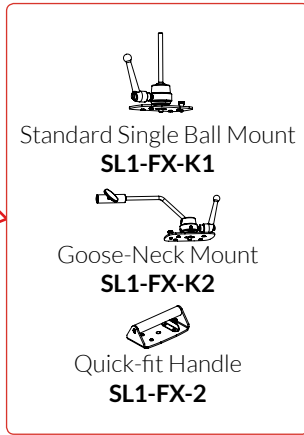 Standard Single Ball Mount
SL1-FX-K1
Goose-Neck Mount
SL1-FX-K2
Quick-fit Handle
SL1-FX-2